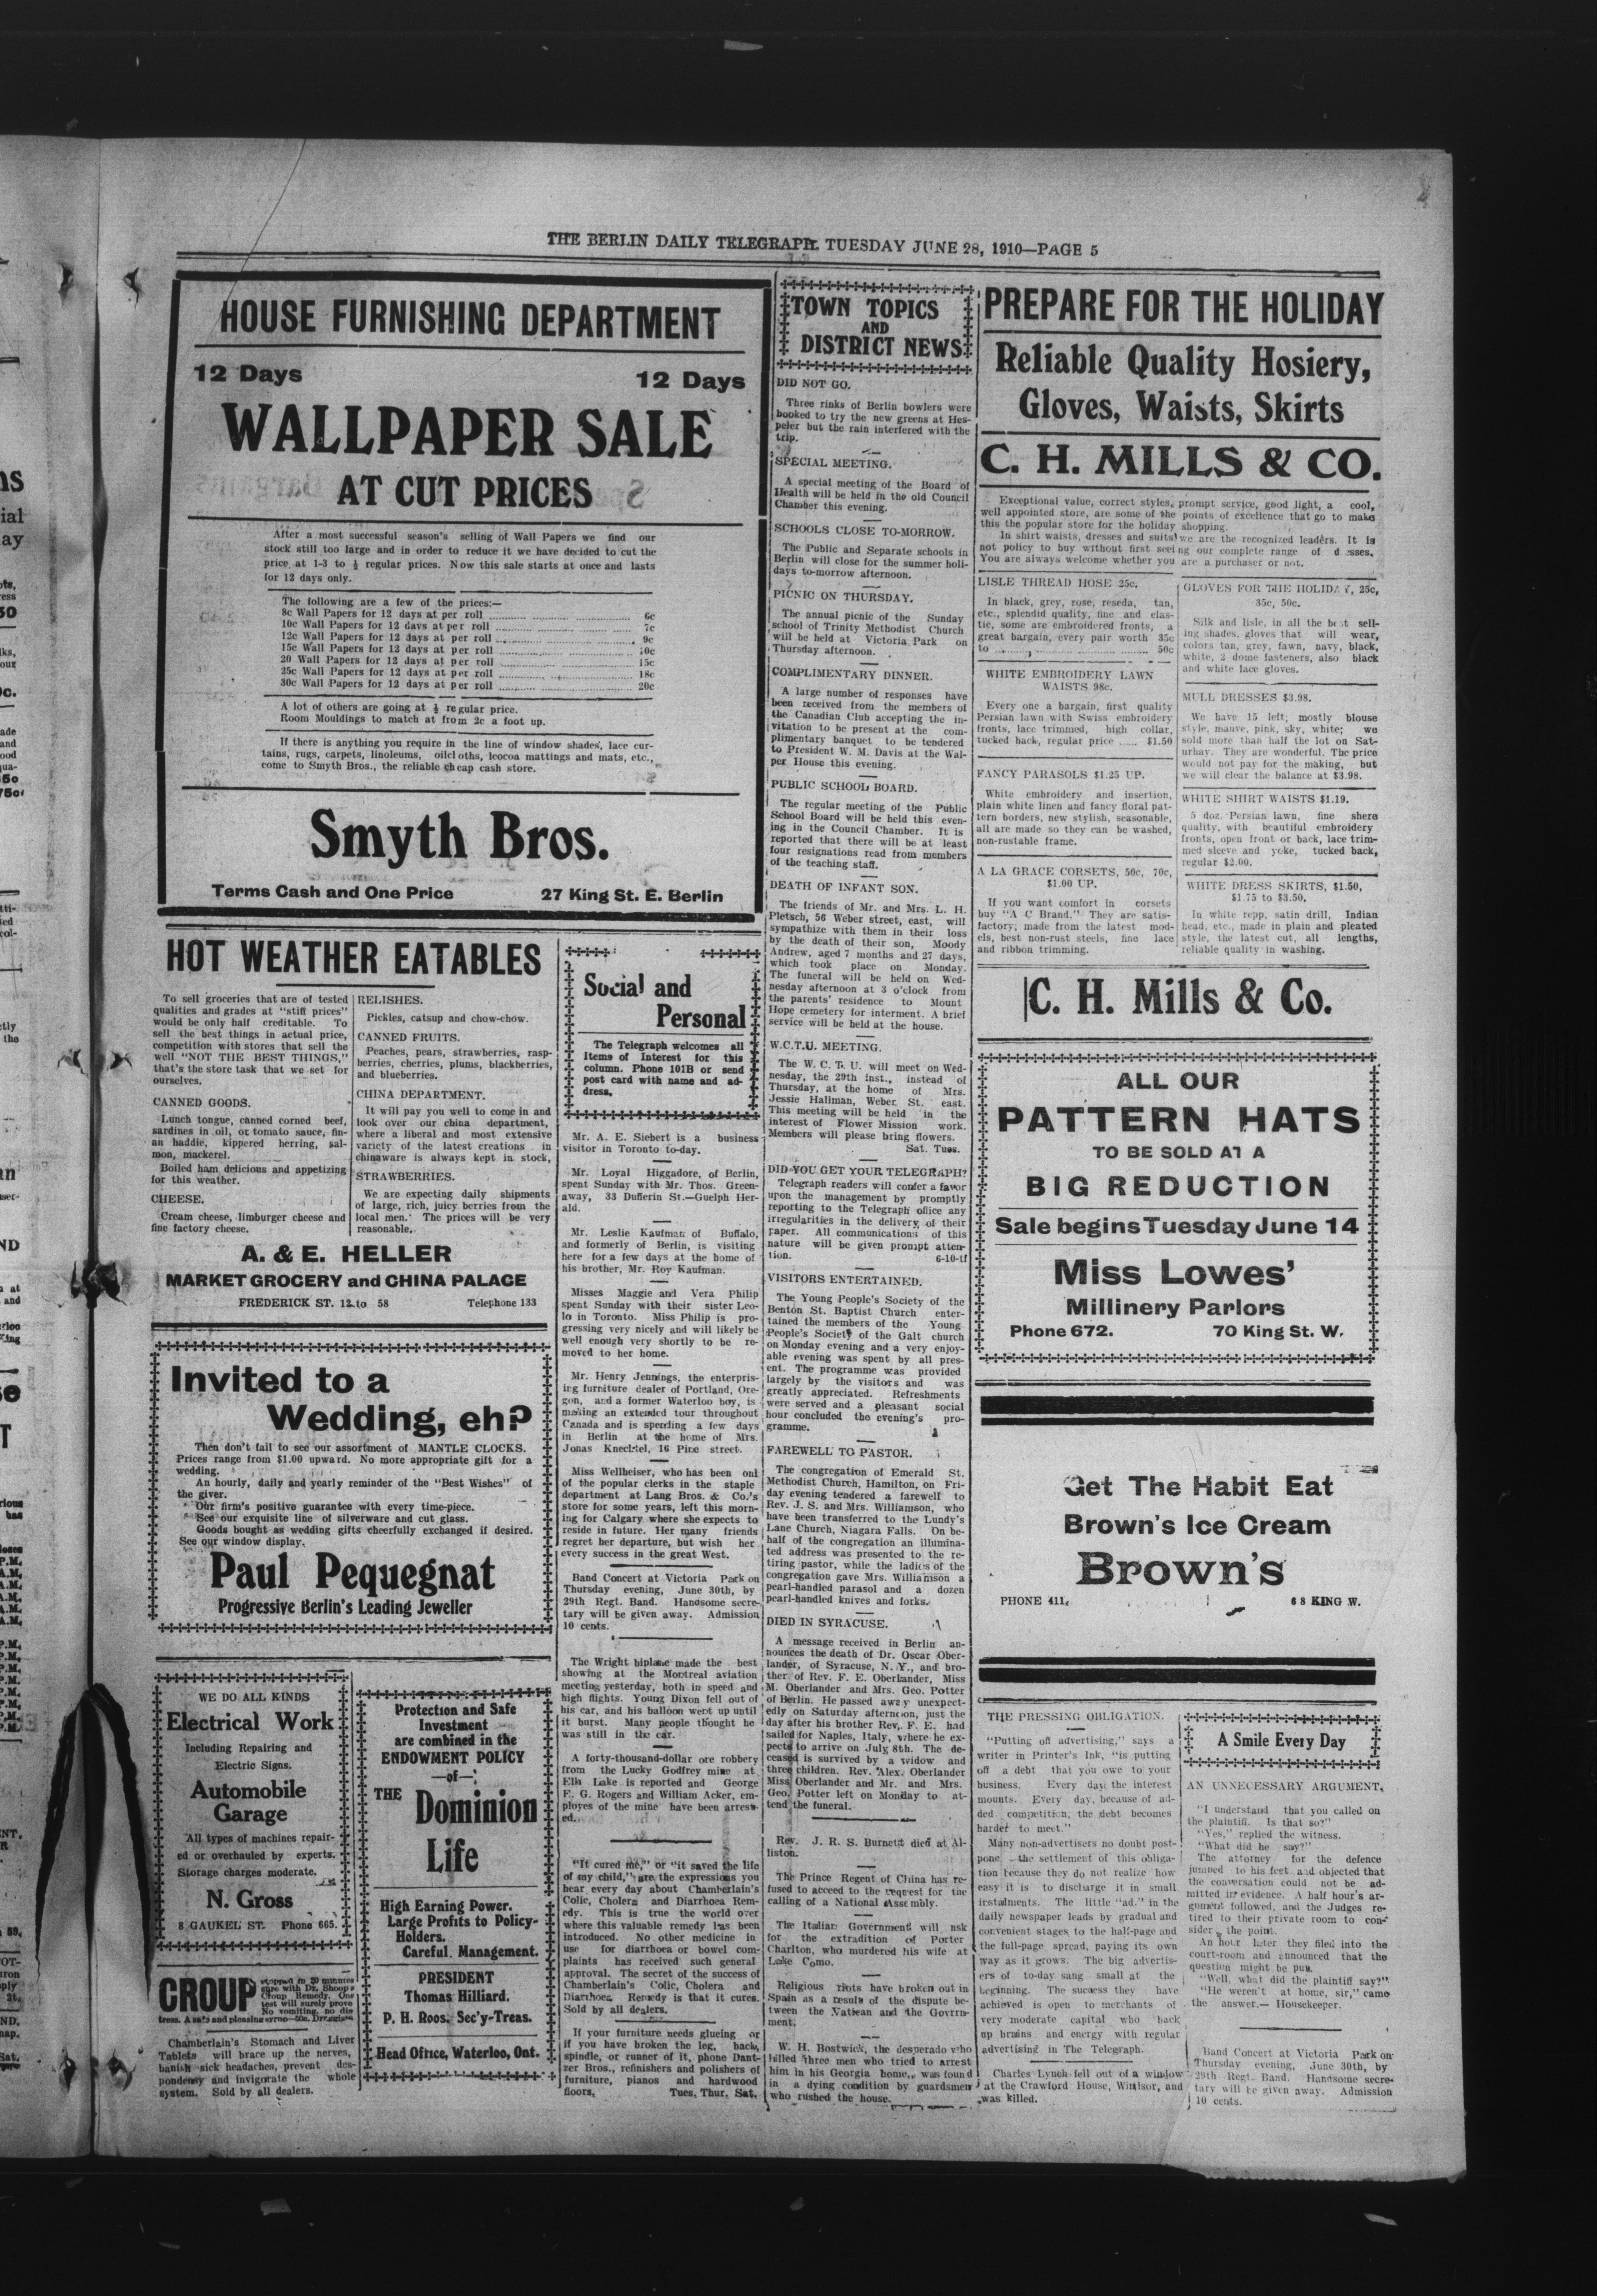 THE BERLIN DAILY TELEGRAPH. TUESDAY JUNE 28, 1910—PAGE 5
HOUSE FURNISHING DEPARTMENT
12 Days 12 Days
WALLPAPER SALE
AT CUT PRICES
After a most successful season's selling of Wall Papers we find our
stock still too large and in order to reduce it we have decided to cut the
price at 1-3 to ½ regular prices. Now this sale starts at once and lasts
for 12 days only.
The following are a few of the prices:—
8c Wall Papers for 12 days at per roll 6c
10c Wall Papers for 12 days at per roll 7c
12c Wall Papers for 12 days at per roll 9c
15c Wall Papers for 12 days at per roll 10c
20 Wall Papers for 12 days at per roll 15c
25c Wall Papers for 12 days at per roll 18c
30c Wall Papers for 12 days at per roll 20c
A lot of others are going at ½ regular price.
Room Mouldings to match at from 2c a foot up.
If there is anything you require in the line of window shades, lace cur-
tains, rugs, carpets, linoleums, oilcloths, lcocoa mattings and mats, etc.,
come to Smyth Bros., the reliable cheap cash store.
Smyth Bros.
Terms Cash and One Price 27 King St. E. Berlin
HOT WEATHER EATABLES
To sell groceries that are of tested
qualities and grades at "stiff prices"
would be only half creditable. To
sell the best things in actual price,
competition with stores that sell the
well "NOT THE BEST THINGS,"
that's the store task that we set for
ourselves.
CANNED GOODS.
Lunch tongue, canned corned beef,
sardines in oil, or tomato sauce, fin-
an haddie, kippered herring, sal-
mon, mackerel.
Boiled ham delicious and appetizing
for this weather.
CHEESE.
Cream cheese, limburger cheese and
fine factory cheese.
RELISHES.
Pickles, catsup and chow-chow.
CANNED FRUITS.
Peaches, pears, strawberries, rasp-
berries, cherries, plums, blackberries,
and blueberries.
CHINA DEPARTMENT.
It will pay you well to come in and
look over our china department,
where a liberal and most extensive
variety of the latest creations in
chinaware is always kept in stock,
STRAWBERRIES.
We are expecting daily shipments
of large, rich, juicy berries from the
local men. The prices will be very
reasonable.
A. & E. HELLER
MARKET GROCERY and CHINA PALACE
FREDERICK ST. 12 to 58 Telephone 133
Invited to a
Wedding, eh?
Then don't fail to see our assortment of MANTLE CLOCKS.
Prices range from $1.00 upward. No more appropriate gift for a
wedding.
An hourly, daily and yearly reminder of the "Best Wishes" of
the giver.
Our firm's positive guarantee with every time-piece.
See our exquisite line of silverware and cut glass.
Goods bought as wedding gifts cheerfully exchanged if desired.
See our window display.
Paul Pequegnat
Progressive Berlin's Leading Jeweller
WE DO ALL KINDS
Electrical Work
Including Repairing and
Electric Signs.
Automobile
Garage
All types of machines repair-
ed or overhauled by experts.
Storage charges moderate.
N. Gross
8 GAUKEL ST. Phone 665.
CROUP
stopped in 20 minutes
sure with Dr. Shoop's
Croup Remedy. One
test will surely prove
No vomiting, no dis
tress. A safe and pleasing syrup—50c. Druggists
Chamberlain's Stomach and Liver
Tablets will brace up the nerves,
banish sick headaches, prevent des-
pondency and invigorate the whole
system. Sold by all dealers.
Protection and Safe
Investment
are combined in the
ENDOWMENT POLICY
—of—
THE
Dominion
Life
High Earning Power.
Large Profits to Policy-
Holders.
Careful Management.
PRESIDENT
Thomas Hilliard.
P. H. Roos. Sec'y-Treas.
Head Office, Waterloo, Ont.
Social and
Personal
The Telegraph welcomes all
Items of Interest for this
column. Phone 101B or send
post card with name and ad-
dress.
Mr. A. E. Siebert is a business
visitor in Toronto to-day.
Mr. Loyal Higgadore, of Berlin,
spent Sunday with Mr. Thos. Green-
away, 33 Dufferin St.—Guelph Her-
ald.
Mr. Leslie Kaufman of Buffalo,
and formerly of Berlin, is visiting
here for a few days at the home of
his brother, Mr. Roy Kaufman.
Misses Maggie and Vera Philip
spent Sunday with their sister Leo-
lo in Toronto. Miss Philip is pro-
gressing very nicely and will likely be
well enough very shortly to be re-
moved to her home.
Mr. Henry Jennings, the enterpris-
ing furniture dealer of Portland, Ore-
gon, and a former Waterloo boy, is
making an extended tour throughout
Canada and is spending a few days
in Berlin at the home of Mrs.
Jonas Knechtel, 16 Pine street.
Miss Wellheiser, who has been one
of the popular clerks in the staple
department at Lang Bros. & Co.'s
store for some years, left this morn-
ing for Calgary where she expects to
reside in future. Her many friends
regret her departure, but wish her
every success in the great West.
Band Concert at Victoria Park on
Thursday evening, June 30th, by
29th Regt. Band. Handsome secre-
tary will be given away. Admission
10 cents.
The Wright biplane made the best
showing at the Montreal aviation
meeting yesterday, both in speed and
high flights. Young Dixon fell out of
his car, and his balloon went up until
it burst. Many people thought he
was still in the car.
A forty-thousand-dollar ore robbery
from the Lucky Godfrey mine at
Elk Lake is reported and George
F. G. Rogers and William Acker, em-
ployes of the mine have been arrest-
ed.
"It cured me," or "it saved the life
of my child," are the expressions you
hear every day about Chamberlain's
Colic, Cholera and Diarrhoea Rem-
edy. This is true the world over
where this valuable remedy has been
introduced. No other medicine in
use for diarrhoea or bowel com-
plaints has received such general
approval. The secret of the success of
Chamberlain's Colic, Cholera and
Diarrhoea Remedy is that it cures.
Sold by all dealers.
If your furniture needs glueing or
if you have broken the leg, back,
spindle, or runner of it, phone Dant-
zer Bros., refinishers and polishers of
furniture, pianos and hardwood
floors. Tues, Thur, Sat.
TOWN TOPICS
AND
DISTRICT NEWS
DID NOT GO.
Three rinks of Berlin bowlers were
booked to try the new greens at Hes-
peler but the rain interfered with the
trip.
SPECIAL MEETING.
A special meeting of the Board of
Health will be held in the old Council
Chamber this evening.
SCHOOLS CLOSE TO-MORROW.
The Public and Separate schools in
Berlin will close for the summer holi-
days to-morrow afternoon.
PICNIC ON THURSDAY.
The annual picnic of the Sunday
school of Trinity Methodist Church
will be held at Victoria Park on
Thursday afternoon.
COMPLIMENTARY DINNER.
A large number of responses have
been received from the members of
the Canadian Club accepting the in-
vitation to be present at the com-
plimentary banquet to be tendered
to President W. M. Davis at the Wal-
per House this evening.
PUBLIC SCHOOL BOARD.
The regular meeting of the Public
School Board will be held this even-
ing in the Council Chamber. It is
reported that there will be at least
four resignations read from members
of the teaching staff.
DEATH OF INFANT SON.
The friends of Mr. and Mrs. L. H.
Pletsch, 56 Weber street, east, will
sympathize with them in their loss
by the death of their son, Moody
Andrew, aged 7 months and 27 days,
which took place on Monday.
The funeral will be held on Wed-
nesday afternoon at 3 o'clock from
the parents' residence to Mount
Hope cemetery for interment. A brief
service will be held at the house.
W.C.T.U. MEETING.
The W. C. T. U. will meet on Wed-
nesday, the 29th inst., instead of
Thursday, at the home of Mrs.
Jessie Hallman, Weber St. east.
This meeting will be held in the
interest of Flower Mission work.
Members will please bring flowers.
Sat. Tues.
DID YOU GET YOUR TELEGRAPH?
Telegraph readers will confer a favor
upon the management by promptly
reporting to the Telegraph office any
irregularities in the delivery of their
paper. All communications of this
nature will be given prompt atten-
tion. 6-10-tf
VISITORS ENTERTAINED.
The Young People's Society of the
Benton St. Baptist Church enter-
tained the members of the Young
People's Society of the Galt church
on Monday evening and a very enjoy-
able evening was spent by all pres-
ent. The programme was provided
largely by the visitors and was
greatly appreciated. Refreshments
were served and a pleasant social
hour concluded the evening's pro-
gramme.
FAREWELL TO PASTOR.
The congregation of Emerald St.
Methodist Church, Hamilton, on Fri-
day evening tendered a farewell to
Rev. J. S. and Mrs. Williamson, who
have been transferred to the Lundy's
Lane Church, Niagara Falls. On be-
half of the congregation an illumina-
ted address was presented to the re-
tiring pastor, while the ladies of the
congregation gave Mrs. Williamson a
pearl-handled parasol and a dozen
pearl-handled knives and forks.
DIED IN SYRACUSE.
A message received in Berlin an-
nounces the death of Dr. Oscar Ober-
lander, of Syracuse, N. Y., and bro-
ther of Rev. F. E. Oberlander, Miss
M. Oberlander and Mrs. Geo. Potter
of Berlin. He passed away unexpect-
edly on Saturday afternoon, just the
day after his brother Rev. F. E. had
sailed for Naples, Italy, where he ex-
pects to arrive on July 8th. The de-
ceased is survived by a widow and
three children. Rev. Alex. Oberlander
Miss Oberlander and Mr. and Mrs.
Geo. Potter left on Monday to at-
tend the funeral.
Rev. J. R. S. Burnett died at Al-
liston.
The Prince Regent of China has re-
fused to acceed to the request for the
calling of a National Assembly.
The Italian Government will ask
for the extradition of Porter
Charlton, who murdered his wife at
Lake Como.
Religious riots have broken out in
Spain as a result of the dispute be-
tween the Vatican and the Govern-
ment.
W. H. Bostwick, the desperado who
killed three men who tried to arrest
him in his Georgia home, was found
in a dying condition by guardsmen
who rushed the house.
PREPARE FOR THE HOLIDAY
Reliable Quality Hosiery,
Gloves, Waists, Skirts
C. H. MILLS & CO.
Exceptional value, correct styles, prompt service, good light, a cool,
well appointed store, are some of the points of excellence that go to make
this the popular store for the holiday shopping.
In shirt waists, dresses and suits we are the recognized leaders. It is
not policy to buy without first seeing our complete range of d esses.
You are always welcome whether you are a purchaser or not.
LISLE THREAD HOSE 25c.
In black, grey, rose, reseda, tan,
etc., splendid quality, fine and elas-
tic, some are embroidered fronts, a
great bargain, every pair worth 35c
to 50c
WHITE EMBROIDERY LAWN
WAISTS 98c.
Every one a bargain, first quality
Persian lawn with Swiss embroidery
fronts, lace trimmed, high collar,
tucked back, regular price $1.50
FANCY PARASOLS $1.25 UP.
White embroidery and insertion,
plain white linen and fancy floral pat-
tern borders, new stylish, seasonable,
all are made so they can be washed,
non-rustable frame.
A LA GRACE CORSETS, 50c, 70c,
$1.00 UP.
If you want comfort in corsets
buy "A C Brand." They are satis-
factory; made from the latest mod-
els, best non-rust steels, fine lace
and ribbon trimming.
GLOVES FOR THE HOLIDAY, 25c,
35c, 50c.
Silk and lisle, in all the best sell-
ing shades, gloves that will wear,
colors tan, grey, fawn, navy, black,
white, 2 dome fasteners, also black
and white lace gloves.
MULL DRESSES $3.98.
We have 15 left; mostly blouse
style, mauve, pink, sky, white; we
sold more than half the lot on Sat-
urday. They are wonderful. The price
would not pay for the making, but
we will clear the balance at $3.98.
WHITE SHIRT WAISTS $1.19.
5 doz. Persian lawn, fine shere
quality, with beautiful embroidery
fronts, open front or back, lace trim-
med sleeve and yoke, tucked back,
regular $2.00.
WHITE DRESS SKIRTS, $1.50,
$1.75 to $3.50.
In white repp, satin drill, Indian
head, etc., made in plain and pleated
style, the latest cut, all lengths,
reliable quality in washing.
C. H. Mills & Co.
ALL OUR
PATTERN HATS
TO BE SOLD AT A
BIG REDUCTION
Sale begins Tuesday June 14
Miss Lowes'
Millinery Parlors
Phone 672. 70 King St. W.
Get The Habit Eat
Brown's Ice Cream
Brown's
PHONE 411. 68 KING W.
THE PRESSING OBLIGATION.
"Putting off advertising," says a
writer in Printer's Ink, "is putting
off a debt that you owe to your
business. Every day the interest
mounts. Every day, because of ad-
ded competition, the debt becomes
harder to meet."
Many non-advertisers no doubt post-
pone the settlement of this obliga-
tion because they do not realize how
easy it is to discharge it in small
instalments. The little "ad." in the
daily newspaper leads by gradual and
convenient stages to the half-page and
the full-page spread, paying its own
way as it grows. The big advertis-
ers of to-day sang small at the
beginning. The success they have
achieved is open to merchants of
very moderate capital who back
up brains and energy with regular
advertising in The Telegraph.
Charles Lynch fell out of a window
at the Crawford House, Windsor, and
was killed.
A Smile Every Day
AN UNNECESSARY ARGUMENT.
"I understand that you called on
the plaintiff. Is that so?"
"Yes," replied the witness.
"What did he say?"
The attorney for the defence
jumped to his feet and objected that
the conversation could not be ad-
mitted in evidence. A half hour's ar-
gument followed, and the Judges re-
tired to their private room to con-
sider the point.
An hour later they filed into the
court-room and announced that the
question might be put.
"Well, what did the plaintiff say?"
"He weren't at home, sir," came
the answer.—Housekeeper.
Band Concert at Victoria Park on
Thursday evening, June 30th, by
29th Regt. Band. Handsome secre-
tary will be given away. Admission
10 cents.